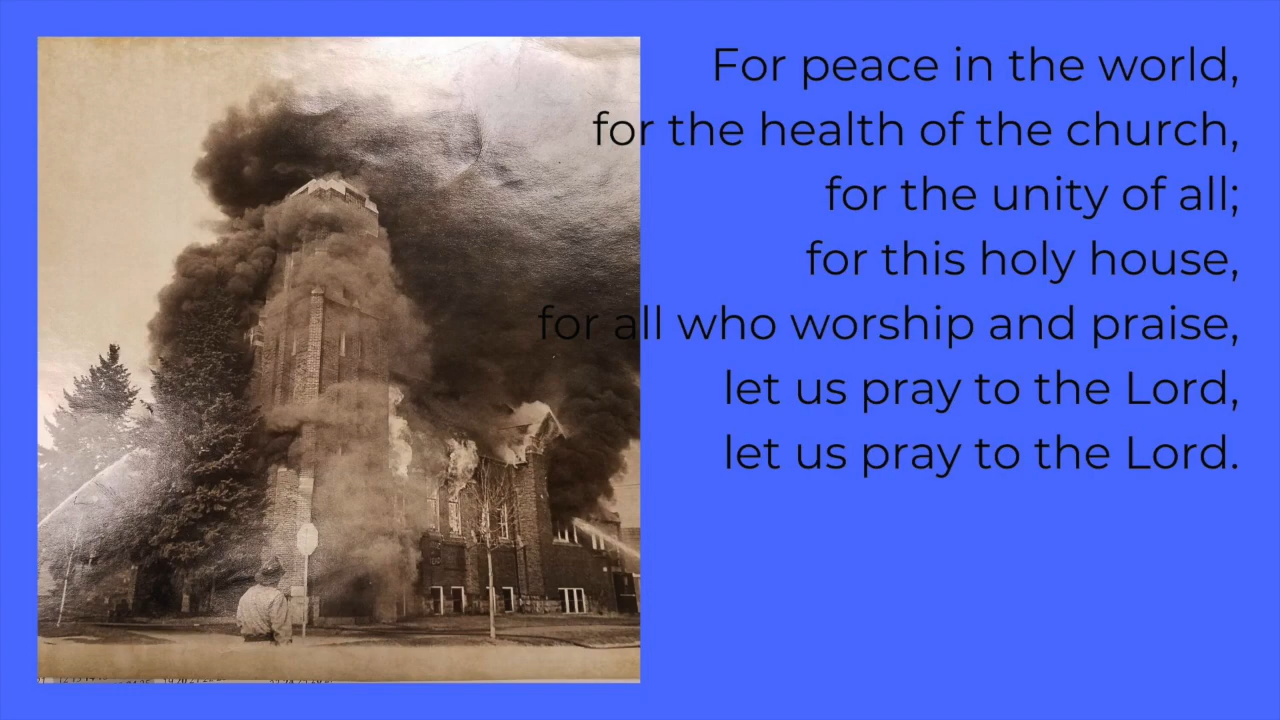 For peace in the world,
for the health of the church,
for the unity of all;
for this holy house,
for all who worship and praise,
let us pray to the Lord,
let us pray to the Lord.